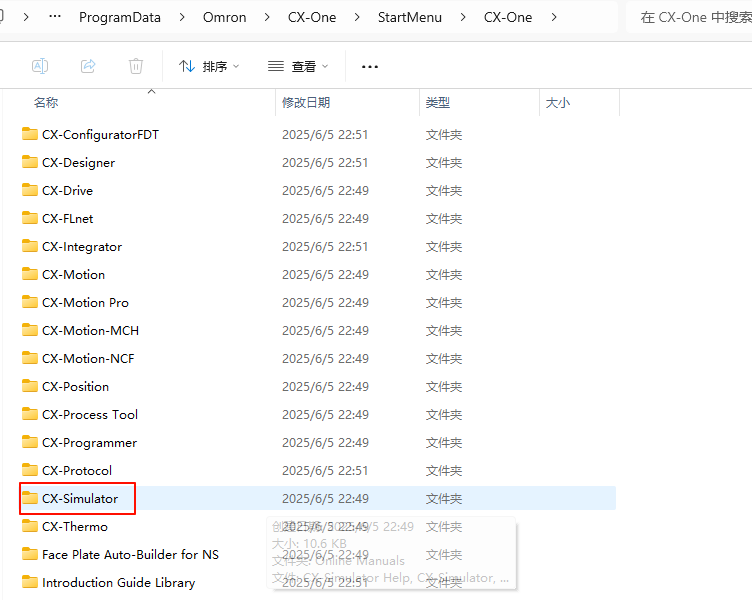 ProgramData > Omron > CX-One > StartMenu > CX-One >
在 CX-One 中搜索
排序 查看
名称 修改日期 类型 大小
CX-ConfiguratorFDT 2025/6/5 22:51 文件夹
CX-Designer 2025/6/5 22:51 文件夹
CX-Drive 2025/6/5 22:49 文件夹
CX-FLnet 2025/6/5 22:49 文件夹
CX-Integrator 2025/6/5 22:51 文件夹
CX-Motion 2025/6/5 22:49 文件夹
CX-Motion Pro 2025/6/5 22:49 文件夹
CX-Motion-MCH 2025/6/5 22:49 文件夹
CX-Motion-NCF 2025/6/5 22:49 文件夹
CX-Position 2025/6/5 22:49 文件夹
CX-Process Tool 2025/6/5 22:49 文件夹
CX-Programmer 2025/6/5 22:49 文件夹
CX-Protocol 2025/6/5 22:51 文件夹
CX-Simulator 2025/6/5 22:49 文件夹
CX-Thermo 2025/6/5 22:49 文件夹
Face Plate Auto-Builder for NS 2025/6/5 22:49 文件夹
Introduction Guide Library 2025/6/5 22:51 文件夹
创建日期: 2025/6/5 22:49
大小: 10.6 KB
文件夹: Online Manuals
文件: CX-Simulator Help, CX-Simulator, ...